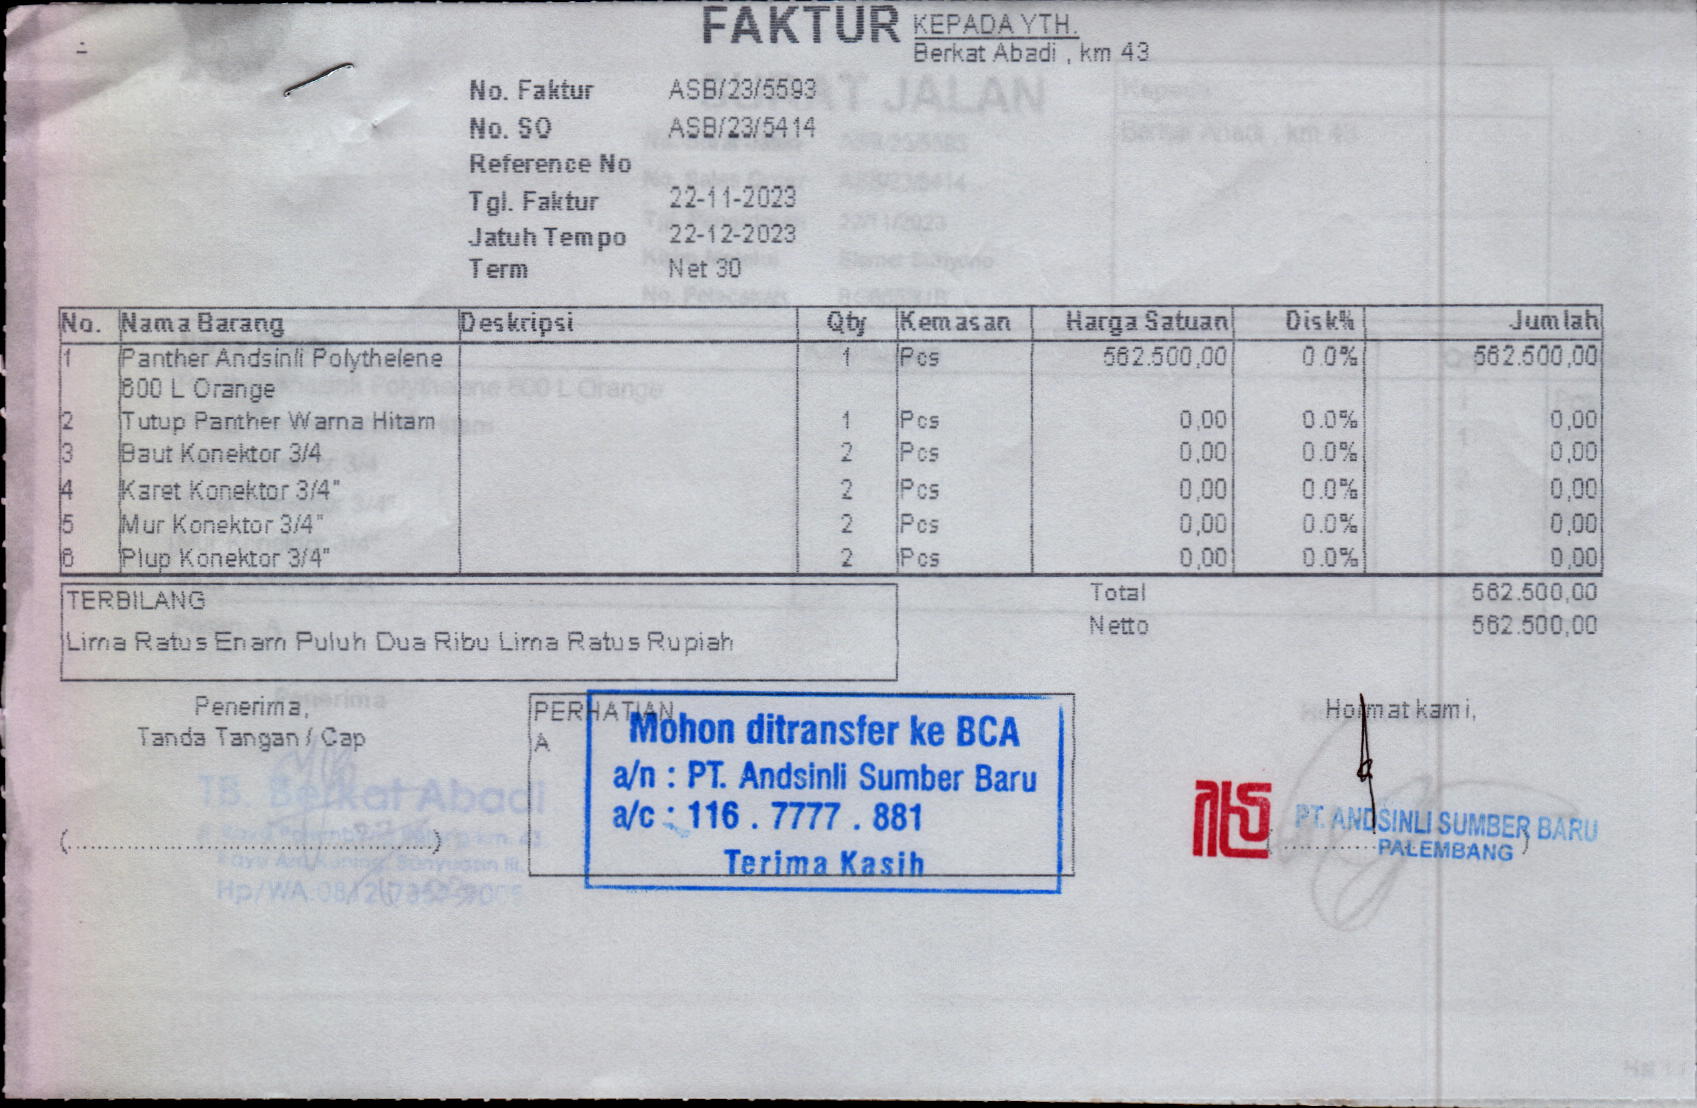 FAKTUR
KEPADA YTH.
Berkat Abadi , km 43
No. Faktur ASB/23/5593
No. SO ASB/23/5414
Reference No
Tgl. Faktur 22-11-2023
Jatuh Tempo 22-12-2023
Term Net 30
No. Nama Barang Deskripsi Qty Kemasan Harga Satuan Disk% Jumlah
1 Panther Andsinli Polythelene 1 Pcs 562.500,00 0.0% 562.500,00
600 L Orange
2 Tutup Panther Warna Hitam 1 Pcs 0,00 0.0% 0,00
3 Baut Konektor 3/4 2 Pcs 0,00 0.0% 0,00
4 Karet Konektor 3/4" 2 Pcs 0,00 0.0% 0,00
5 Mur Konektor 3/4" 2 Pcs 0,00 0.0% 0,00
6 Plup Konektor 3/4" 2 Pcs 0,00 0.0% 0,00
Total 562.500,00
Netto 562.500,00
TERBILANG
Lima Ratus Enam Puluh Dua Ribu Lima Ratus Rupiah
Penerima,
Tanda Tangan / Cap
TB. Berkat Abadi
(........................................)
PERHATIAN
A
Mohon ditransfer ke BCA
a/n : PT. Andsinli Sumber Baru
a/c : 116 . 7777 . 881
Terima Kasih
Hormat kami,
PT. ANDSINLI SUMBER BARU
PALEMBANG
SURAT JALAN